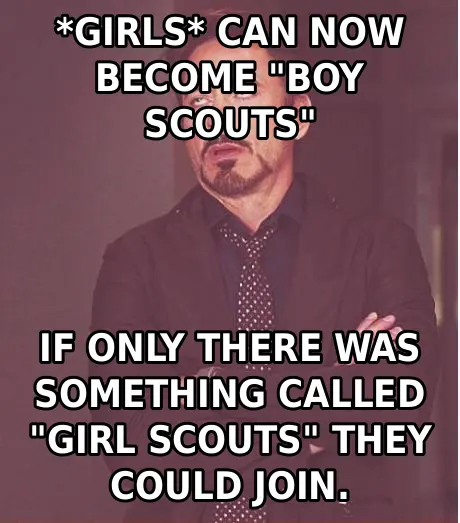 *GIRLS* CAN NOW
BECOME "BOY
SCOUTS"
IF ONLY THERE WAS
SOMETHING CALLED
"GIRL SCOUTS" THEY
COULD JOIN.